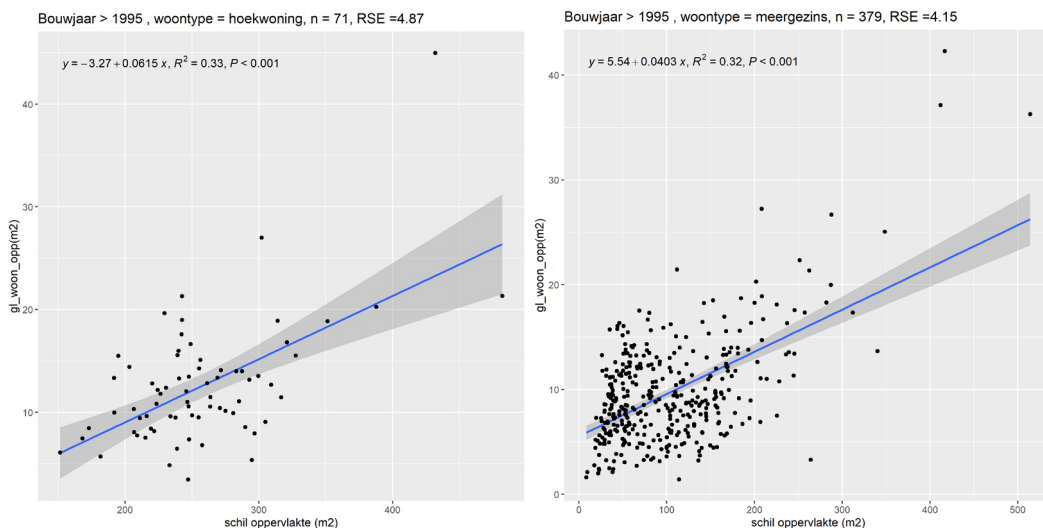 Bouwjaar > 1995 , woontype = hoekwoning, n = 71, RSE =4.87
y = −3.27 + 0.0615 x, R² = 0.33, P < 0.001
40
30
20
10
gl_woon_opp(m2)
200 300 400
schil oppervlakte (m2)
Bouwjaar > 1995 , woontype = meergezins, n = 379, RSE =4.15
y = 5.54 + 0.0403 x, R² = 0.32, P < 0.001
40
30
20
10
0
gl_woon_opp(m2)
0 100 200 300 400 500
schil oppervlakte (m2)